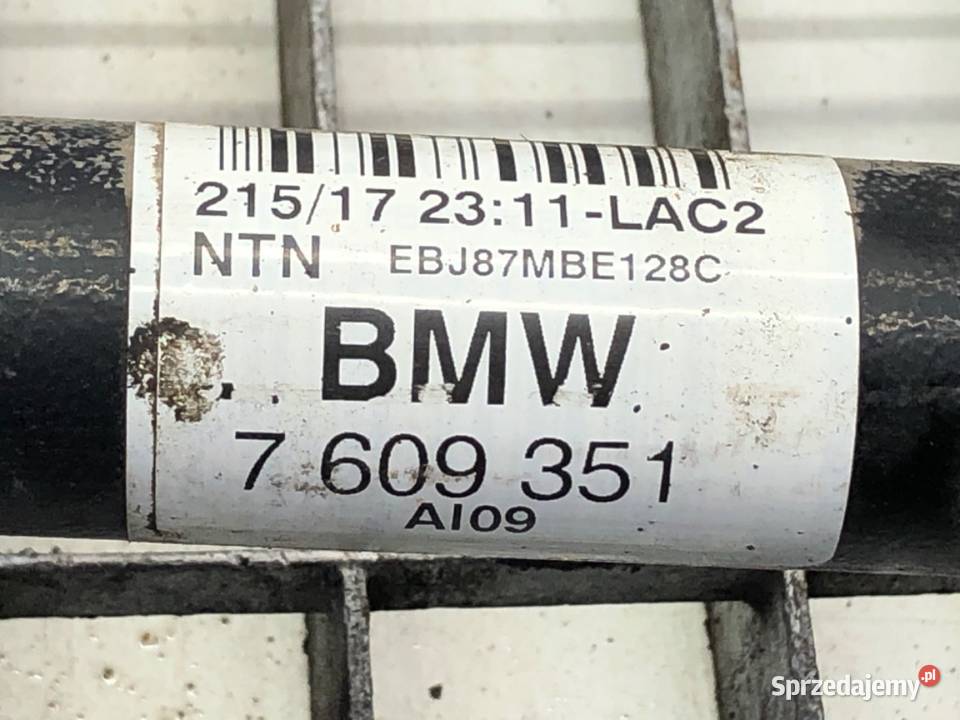 215/17 23:11-LAC2
NTN EBJ87MBE128C
BMW
7 609 351
AI09
Sprzedajemy.pl